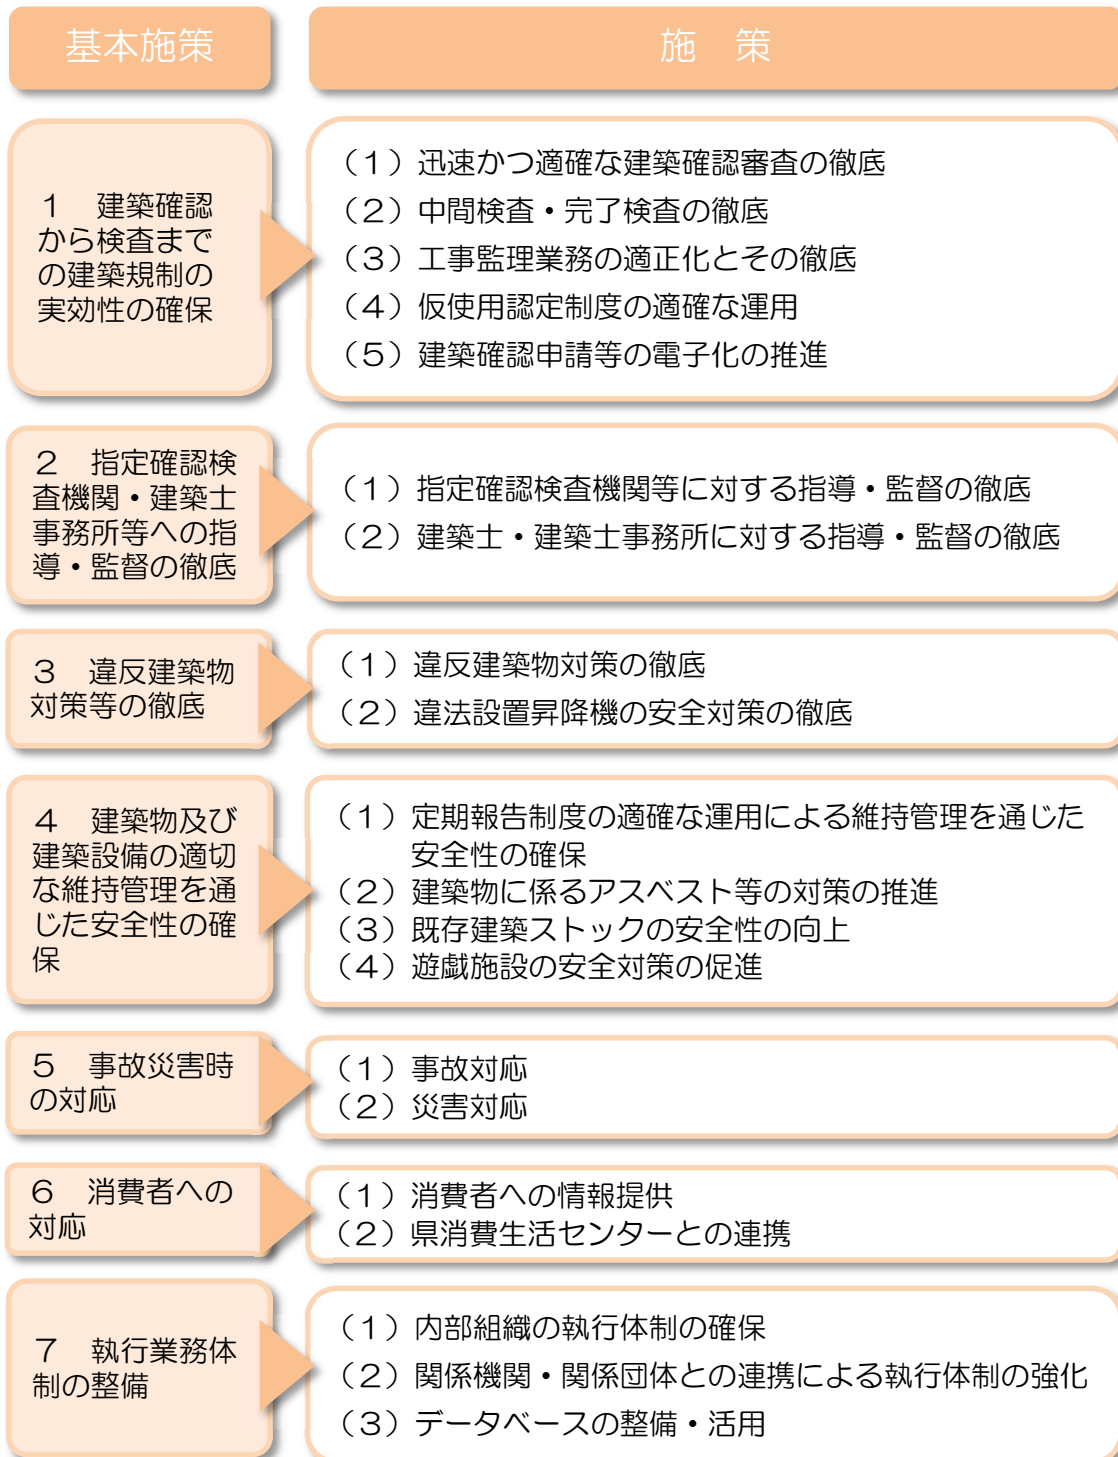 基本施策
施　策
１　建築確認
から検査まで
の建築規制の
実効性の確保
（１）迅速かつ適確な建築確認審査の徹底
（２）中間検査・完了検査の徹底
（３）工事監理業務の適正化とその徹底
（４）仮使用認定制度の適確な運用
（５）建築確認申請等の電子化の推進
２　指定確認検
査機関・建築士
事務所等への指
導・監督の徹底
（１）指定確認検査機関等に対する指導・監督の徹底
（２）建築士・建築士事務所に対する指導・監督の徹底
３　違反建築物
対策等の徹底
（１）違反建築物対策の徹底
（２）違法設置昇降機の安全対策の徹底
４　建築物及び
建築設備の適切
な維持管理を通
じた安全性の確
保
（１）定期報告制度の適確な運用による維持管理を通じた
安全性の確保
（２）建築物に係るアスベスト等の対策の推進
（３）既存建築ストックの安全性の向上
（４）遊戯施設の安全対策の促進
５　事故災害時
の対応
（１）事故対応
（２）災害対応
６　消費者への
対応
（１）消費者への情報提供
（２）県消費生活センターとの連携
７　執行業務体
制の整備
（１）内部組織の執行体制の確保
（２）関係機関・関係団体との連携による執行体制の強化
（３）データベースの整備・活用